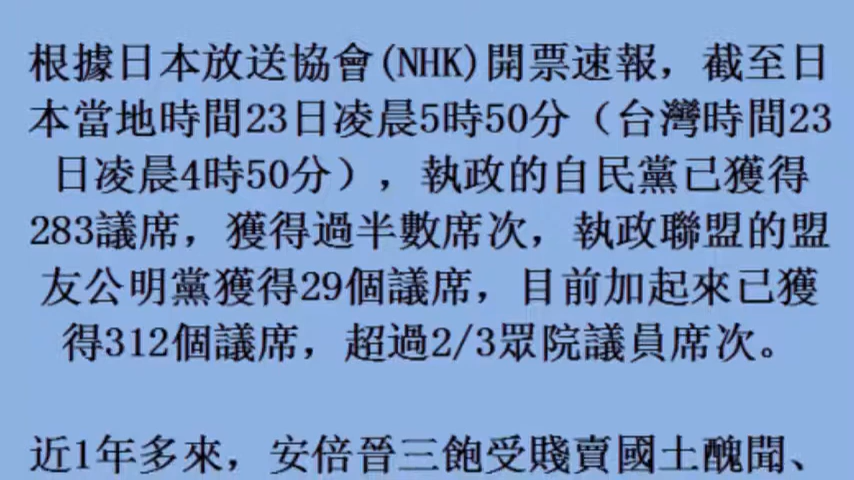 根據日本放送協會(NHK)開票速報，截至日
本當地時間23日凌晨5時50分（台灣時間23
日凌晨4時50分），執政的自民黨已獲得
283議席，獲得過半數席次，執政聯盟的盟
友公明黨獲得29個議席，目前加起來已獲
得312個議席，超過2/3眾院議員席次。
近1年多來，安倍晉三飽受賤賣國土醜聞、